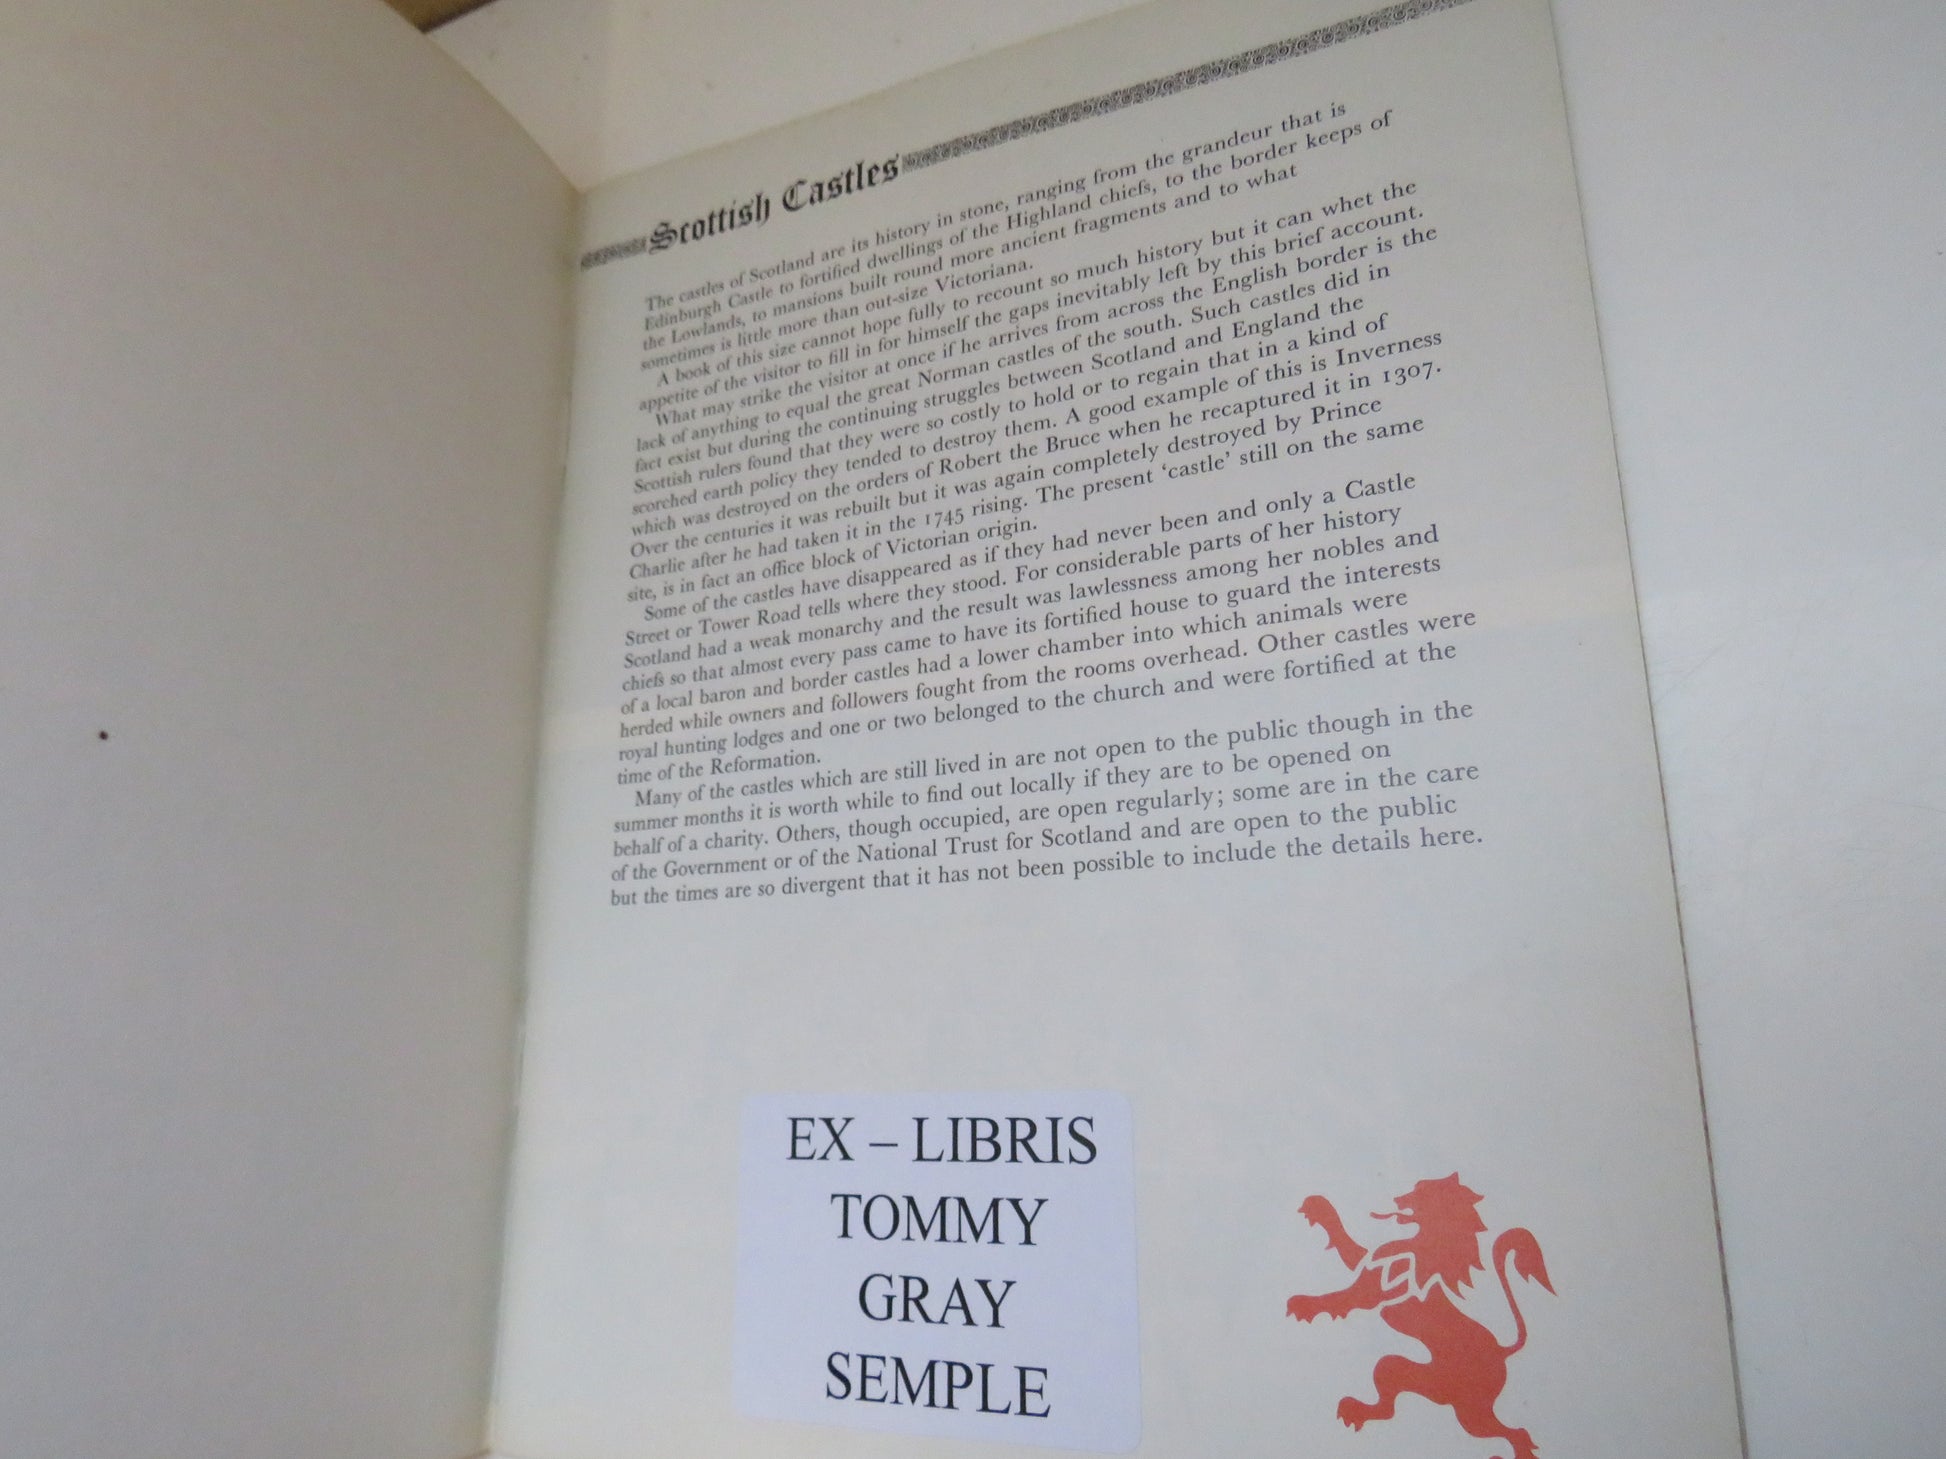 Scottish Castles
The castles of Scotland are its history in stone, ranging from the grandeur that is
Edinburgh Castle to fortified dwellings of the Highland chiefs, to the border keeps of
the Lowlands, to mansions built round more ancient fragments and to what
sometimes is little more than out-size Victoriana.
A book of this size cannot hope fully to recount so much history but it can whet the
appetite of the visitor to fill in for himself the gaps inevitably left by this brief account.
What may strike the visitor at once if he arrives from across the English border is the
lack of anything to equal the great Norman castles of the south. Such castles did in
fact exist but during the continuing struggles between Scotland and England the
Scottish rulers found that they were so costly to hold or to regain that in a kind of
scorched earth policy they tended to destroy them. A good example of this is Inverness
which was destroyed on the orders of Robert the Bruce when he recaptured it in 1307.
Over the centuries it was rebuilt but it was again completely destroyed by Prince
Charlie after he had taken it in the 1745 rising. The present ‘castle’ still on the same
site, is in fact an office block of Victorian origin.
Some of the castles have disappeared as if they had never been and only a Castle
Street or Tower Road tells where they stood. For considerable parts of her history
Scotland had a weak monarchy and the result was lawlessness among her nobles and
chiefs so that almost every pass came to have its fortified house to guard the interests
of a local baron and border castles had a lower chamber into which animals were
herded while owners and followers fought from the rooms overhead. Other castles were
royal hunting lodges and one or two belonged to the church and were fortified at the
time of the Reformation.
Many of the castles which are still lived in are not open to the public though in the
summer months it is worth while to find out locally if they are to be opened on
behalf of a charity. Others, though occupied, are open regularly; some are in the care
of the Government or of the National Trust for Scotland and are open to the public
but the times are so divergent that it has not been possible to include the details here.
EX – LIBRIS
TOMMY
GRAY
SEMPLE